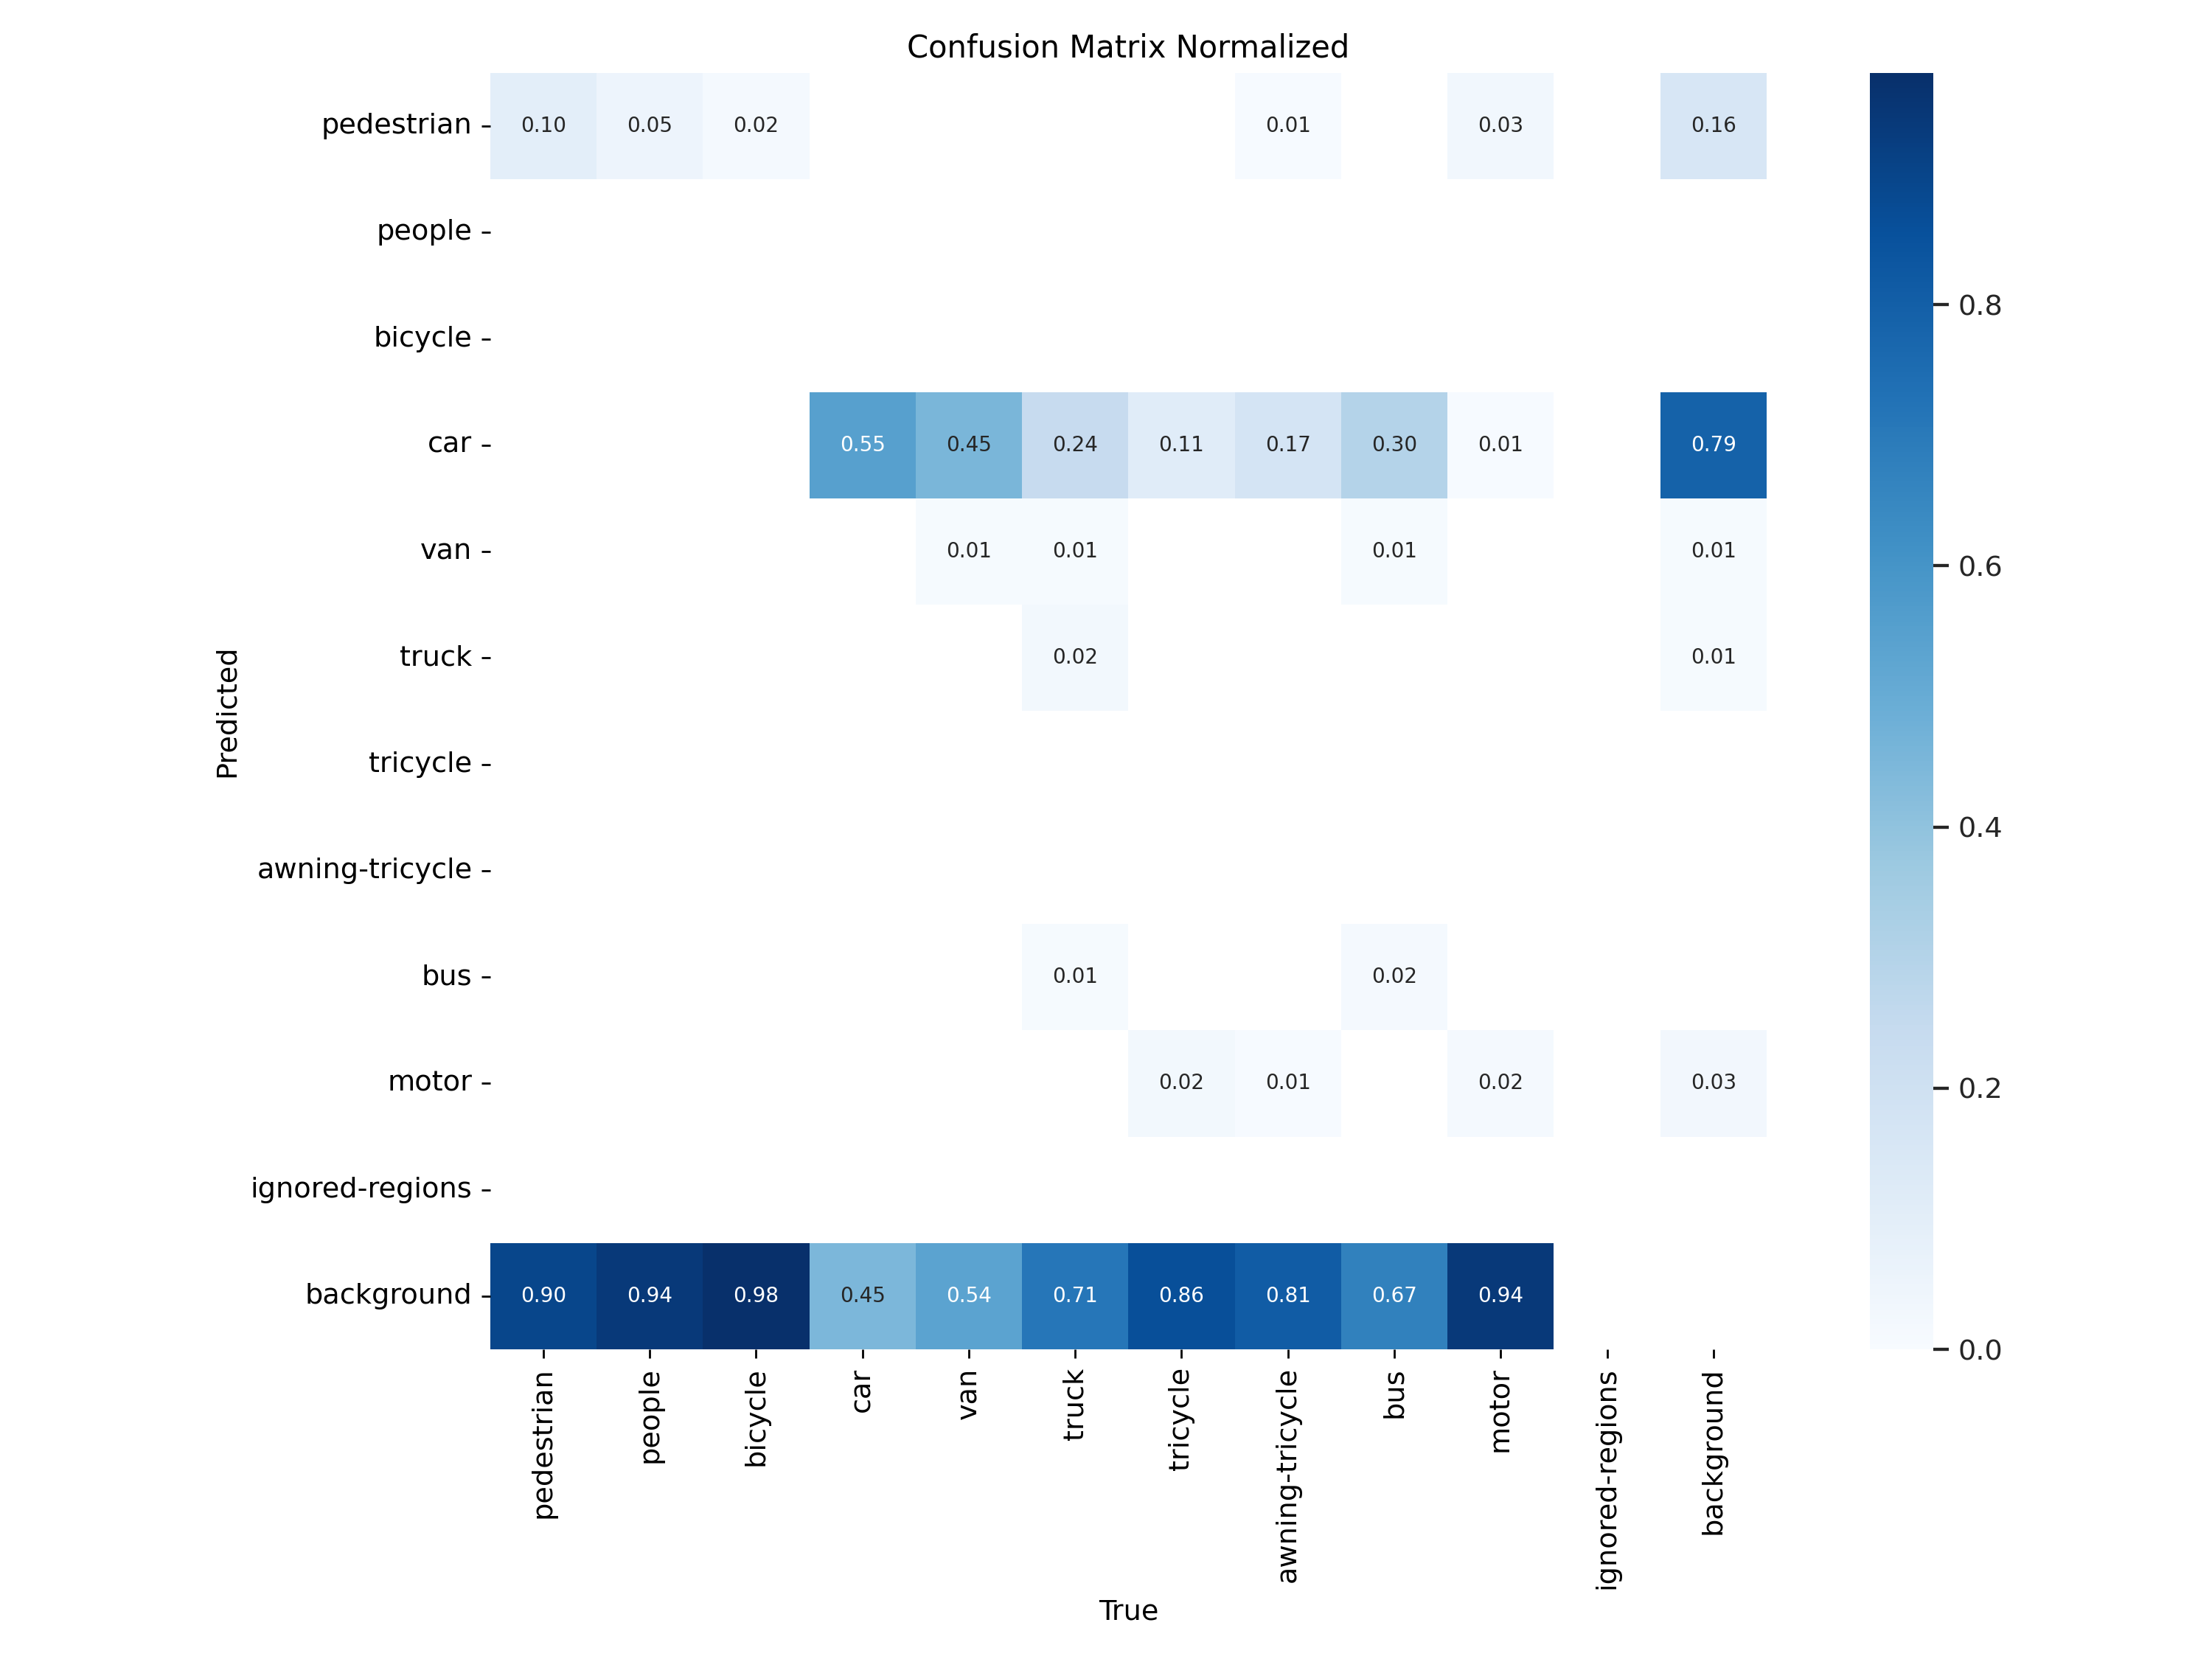 Confusion Matrix Normalized
pedestrian 0.10 0.05 0.02 0.01 0.03 0.16
people
bicycle
car 0.55 0.45 0.24 0.11 0.17 0.30 0.01 0.79
van 0.01 0.01 0.01 0.01
truck 0.02 0.01
tricycle
awning-tricycle
bus 0.01 0.02
motor 0.02 0.01 0.02 0.03
ignored-regions
background 0.90 0.94 0.98 0.45 0.54 0.71 0.86 0.81 0.67 0.94
Predicted
pedestrian
people
bicycle
car
van
truck
tricycle
awning-tricycle
bus
motor
ignored-regions
background
True
0.8
0.6
0.4
0.2
0.0